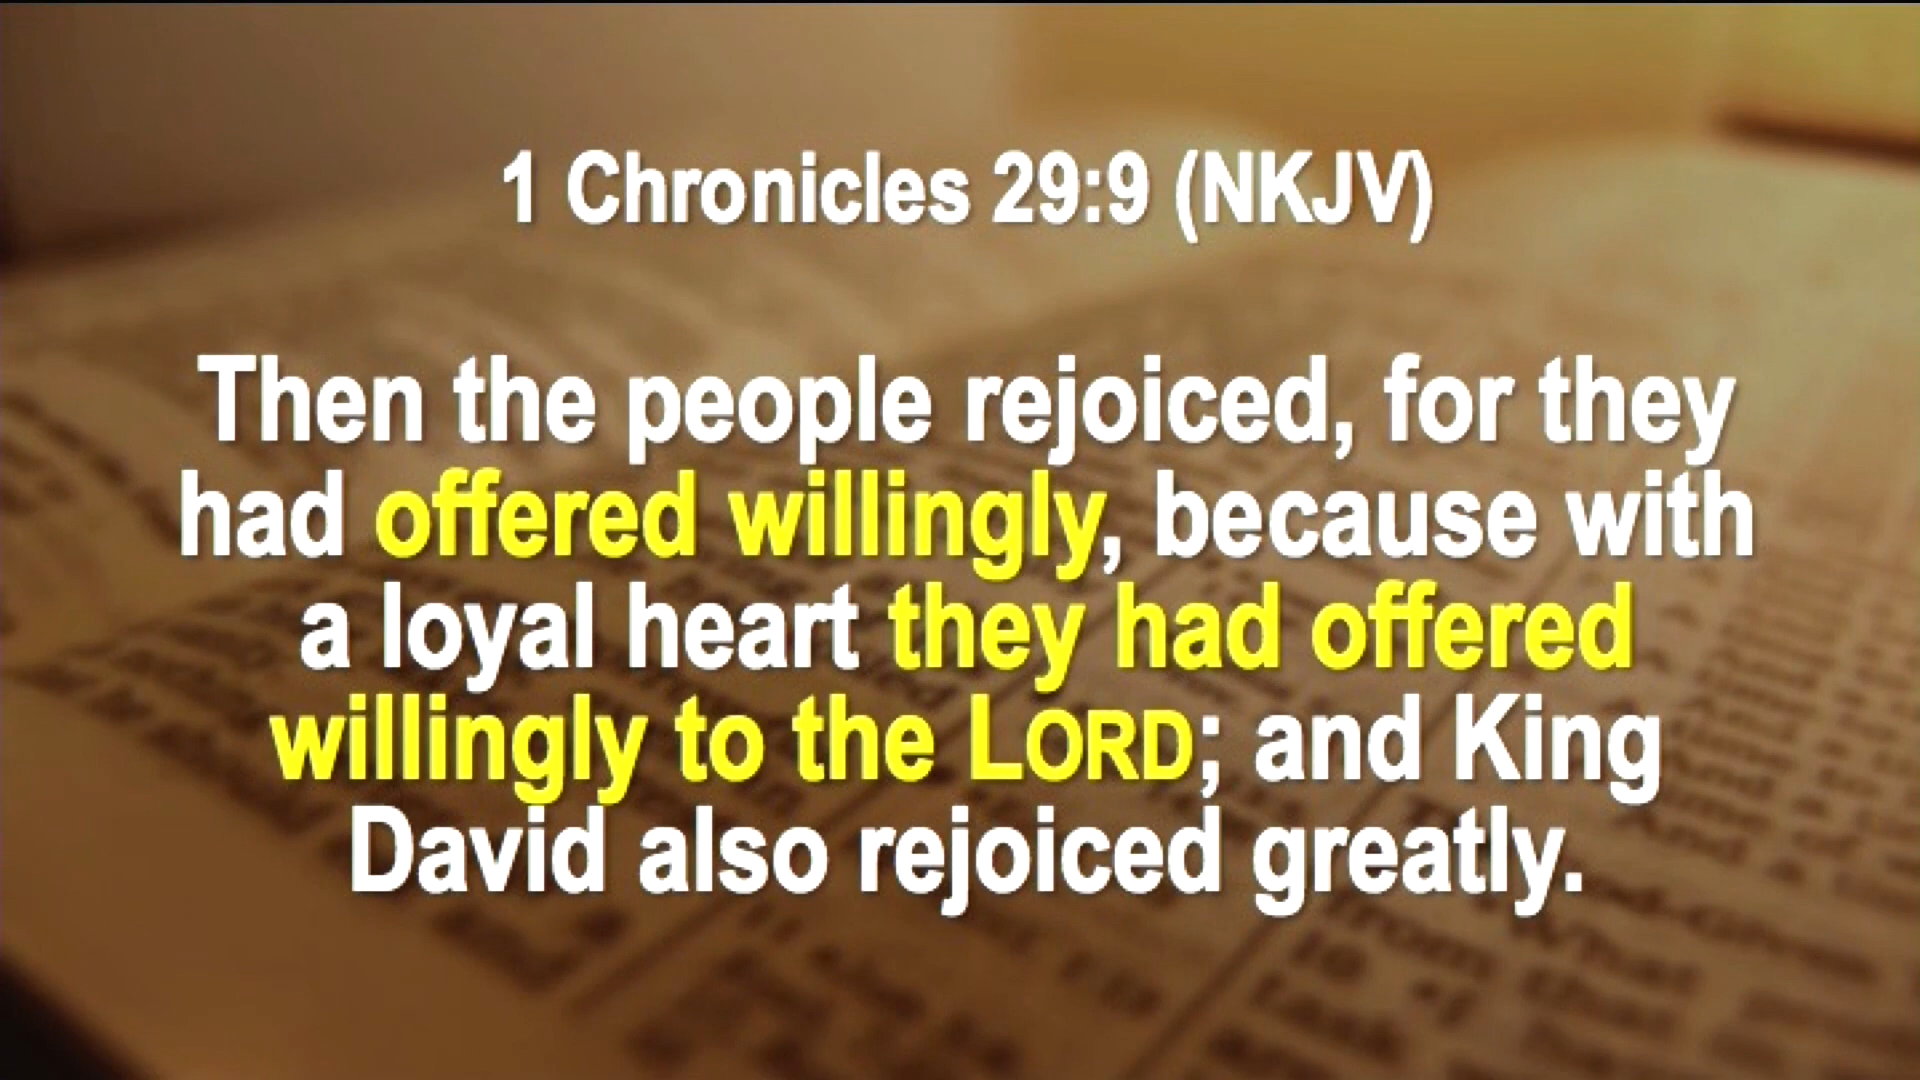 1 Chronicles 29:9 (NKJV)
Then the people rejoiced, for they
had offered willingly, because with
a loyal heart they had offered
willingly to the LORD; and King
David also rejoiced greatly.